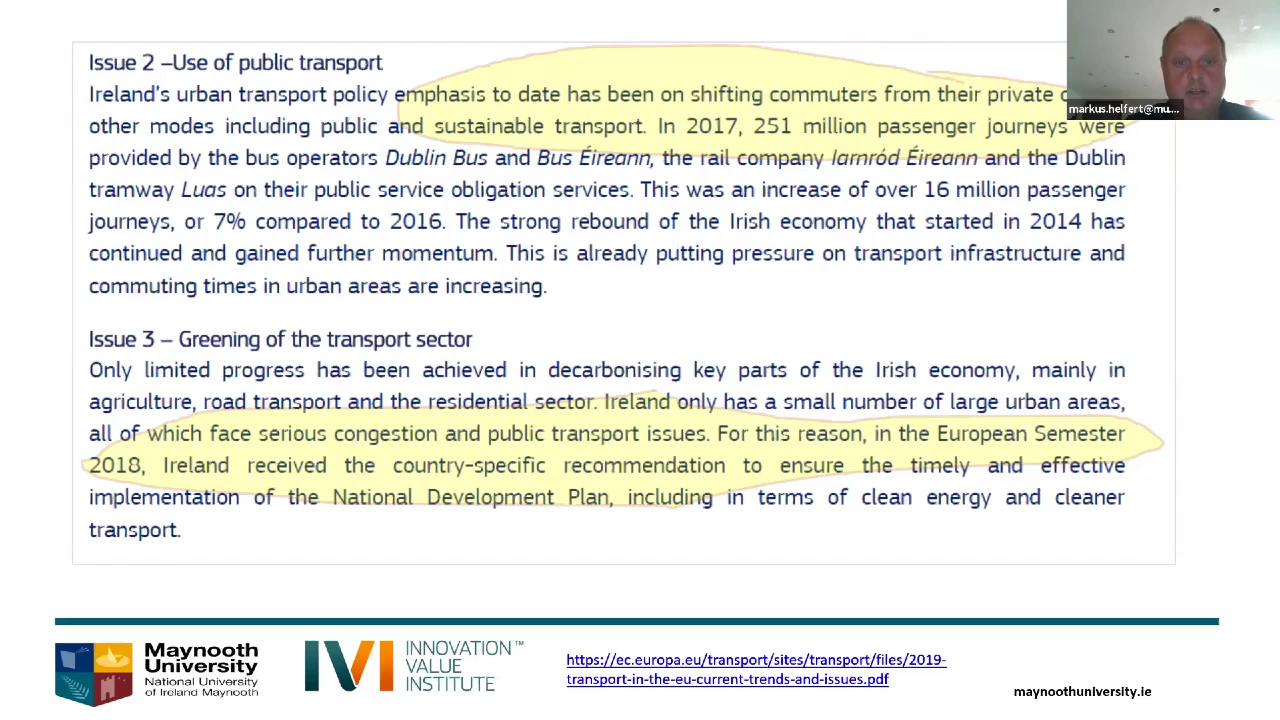 Issue 2 –Use of public transport
Ireland's urban transport policy emphasis to date has been on shifting commuters from their private
other modes including public and sustainable transport. In 2017, 251 million passenger journeys were
provided by the bus operators Dublin Bus and Bus Éireann, the rail company Iarnród Éireann and the Dublin
tramway Luas on their public service obligation services. This was an increase of over 16 million passenger
journeys, or 7% compared to 2016. The strong rebound of the Irish economy that started in 2014 has
continued and gained further momentum. This is already putting pressure on transport infrastructure and
commuting times in urban areas are increasing.
Issue 3 – Greening of the transport sector
Only limited progress has been achieved in decarbonising key parts of the Irish economy, mainly in
agriculture, road transport and the residential sector. Ireland only has a small number of large urban areas,
all of which face serious congestion and public transport issues. For this reason, in the European Semester
2018, Ireland received the country-specific recommendation to ensure the timely and effective
implementation of the National Development Plan, including in terms of clean energy and cleaner
transport.
markus.helfert@mu...
Maynooth
University
National University
of Ireland Maynooth
IVI INNOVATION
VALUE
INSTITUTE™
https://ec.europa.eu/transport/sites/transport/files/2019-
transport-in-the-eu-current-trends-and-issues.pdf
maynoothuniversity.ie